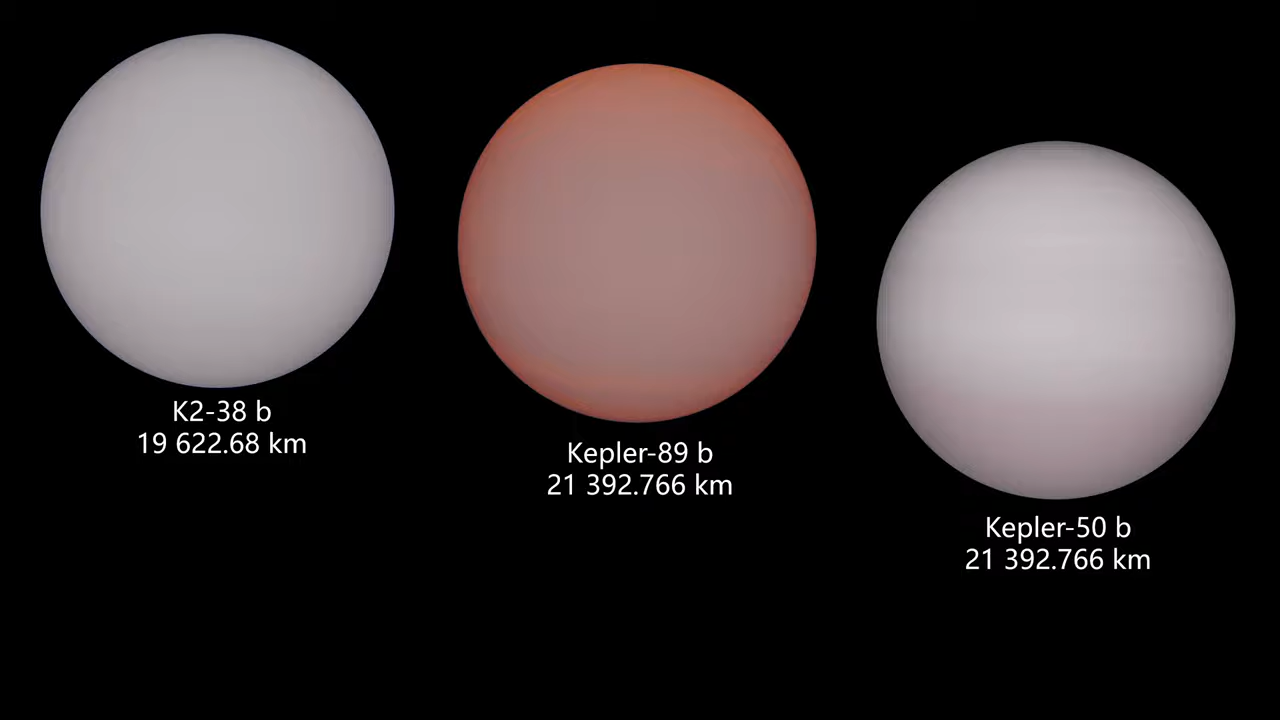 K2-38 b
19 622.68 km
Kepler-89 b
21 392.766 km
Kepler-50 b
21 392.766 km